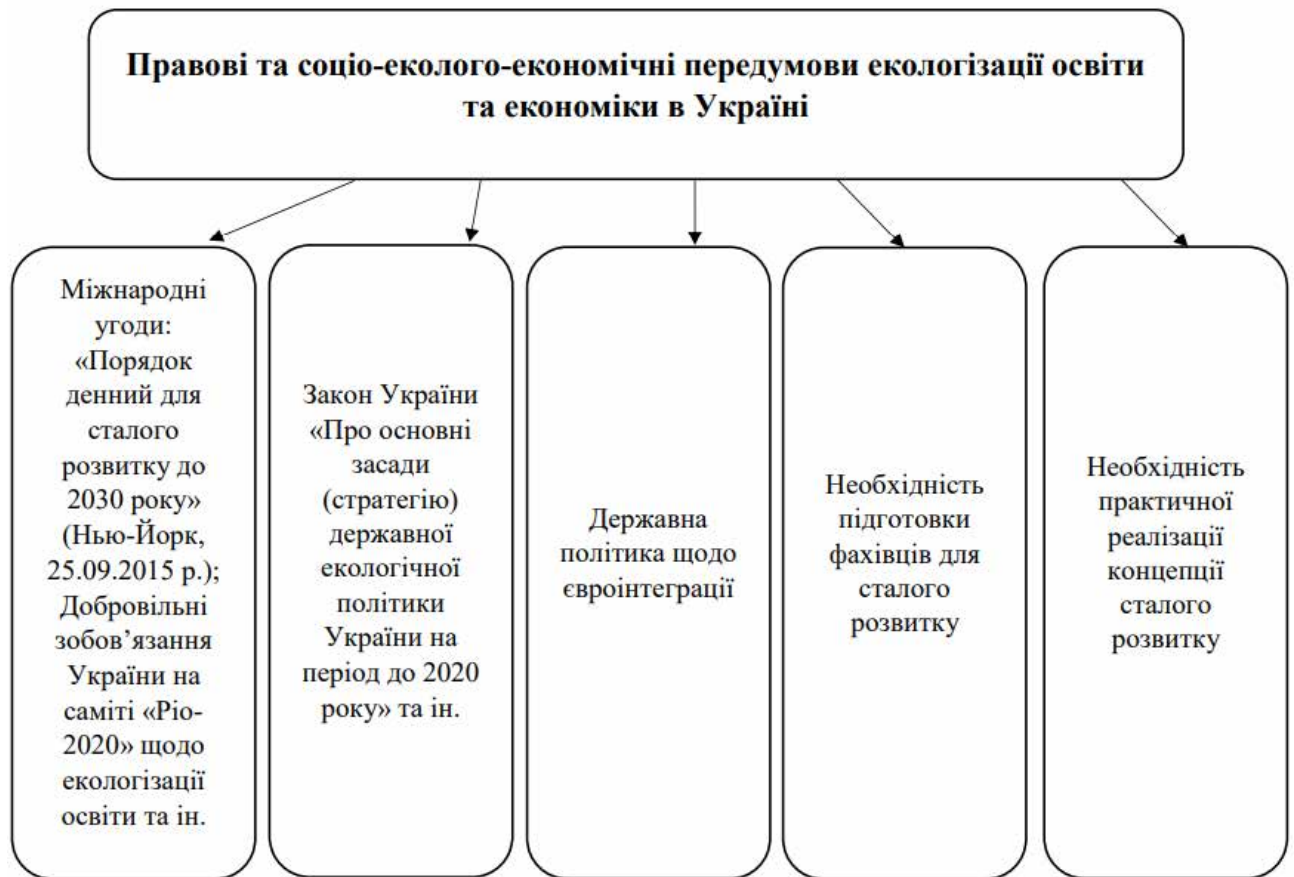 Правові та соціо-еколого-економічні передумови екологізації освіти
та економіки в Україні
Міжнародні
угоди:
«Порядок
денний для
сталого
розвитку до
2030 року»
(Нью-Йорк,
25.09.2015 р.);
Добровільні
зобов’язання
України на
саміті «Ріо-
2020» щодо
екологізації
освіти та ін.
Закон України
«Про основні
засади
(стратегію)
державної
екологічної
політики
України на
період до 2020
року» та ін.
Державна
політика щодо
євроінтеграції
Необхідність
підготовки
фахівців для
сталого
розвитку
Необхідність
практичної
реалізації
концепції
сталого
розвитку